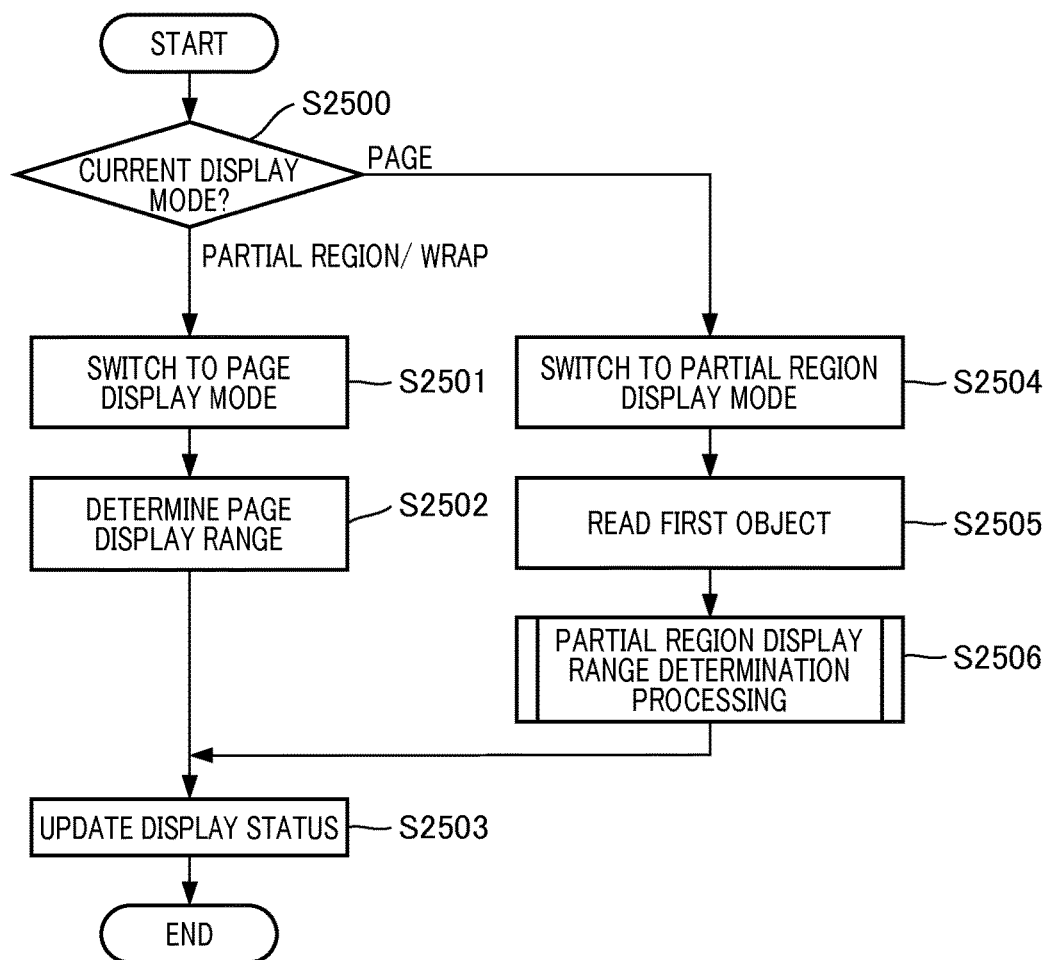 START
S2500
CURRENT DISPLAY
MODE?
PAGE
PARTIAL REGION/ WRAP
SWITCH TO PAGE
DISPLAY MODE
S2501
DETERMINE PAGE
DISPLAY RANGE
S2502
SWITCH TO PARTIAL REGION
DISPLAY MODE
S2504
READ FIRST OBJECT
S2505
PARTIAL REGION DISPLAY
RANGE DETERMINATION
PROCESSING
S2506
UPDATE DISPLAY STATUS
S2503
END